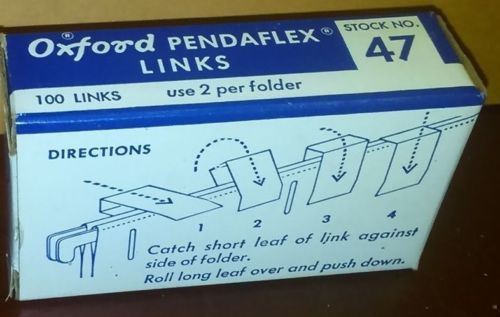 Oxford® PENDAFLEX®
LINKS
STOCK NO.
47
100 LINKS use 2 per folder
DIRECTIONS
1 2 3 4
Catch short leaf of link against
side of folder.
Roll long leaf over and push down.